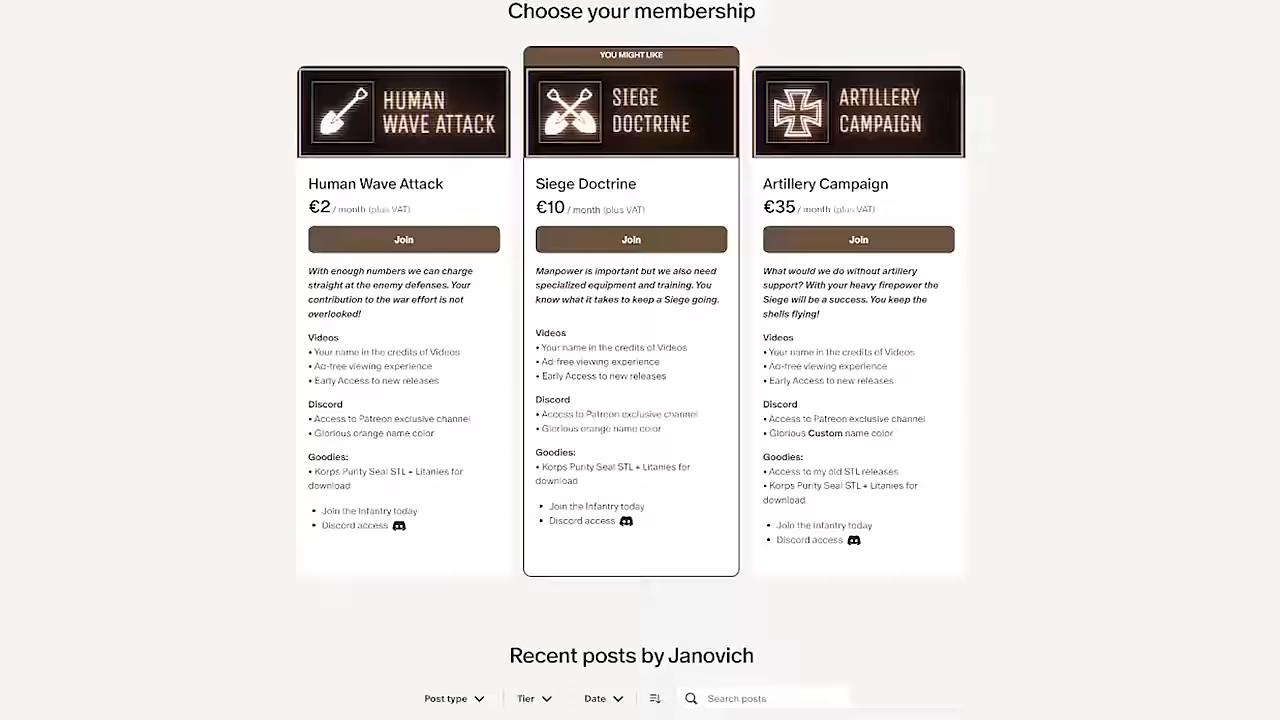 Choose your membership
YOU MIGHT LIKE
HUMAN
WAVE ATTACK
Human Wave Attack
€2 / month (plus VAT)
Join
With enough numbers we can charge
straight at the enemy defenses. Your
contribution to the war effort is not
overlooked!
Videos
• Your name in the credits of Videos
• Ad-free viewing experience
• Early Access to new releases
Discord
• Access to Patreon exclusive channel
• Glorious orange name color
Goodies:
• Korps Purity Seal STL + Litanies for
download
• Join the Infantry today
• Discord access
SIEGE
DOCTRINE
Siege Doctrine
€10 / month (plus VAT)
Join
Manpower is important but we also need
specialized equipment and training. You
know what it takes to keep a Siege going.
Videos
• Your name in the credits of Videos
• Ad-free viewing experience
• Early Access to new releases
Discord
• Access to Patreon exclusive channel
• Glorious orange name color
Goodies:
• Korps Purity Seal STL + Litanies for
download
• Join the Infantry today
• Discord access
ARTILLERY
CAMPAIGN
Artillery Campaign
€35 / month (plus VAT)
Join
What would we do without artillery
support? With your heavy firepower the
Siege will be a success. You keep the
shells flying!
Videos
• Your name in the credits of Videos
• Ad-free viewing experience
• Early Access to new releases
Discord
• Access to Patreon exclusive channel
• Glorious Custom name color
Goodies:
• Access to my old STL releases
• Korps Purity Seal STL + Litanies for
download
• Join the Infantry today
• Discord access
Recent posts by Janovich
Post type
Tier
Date
Search posts